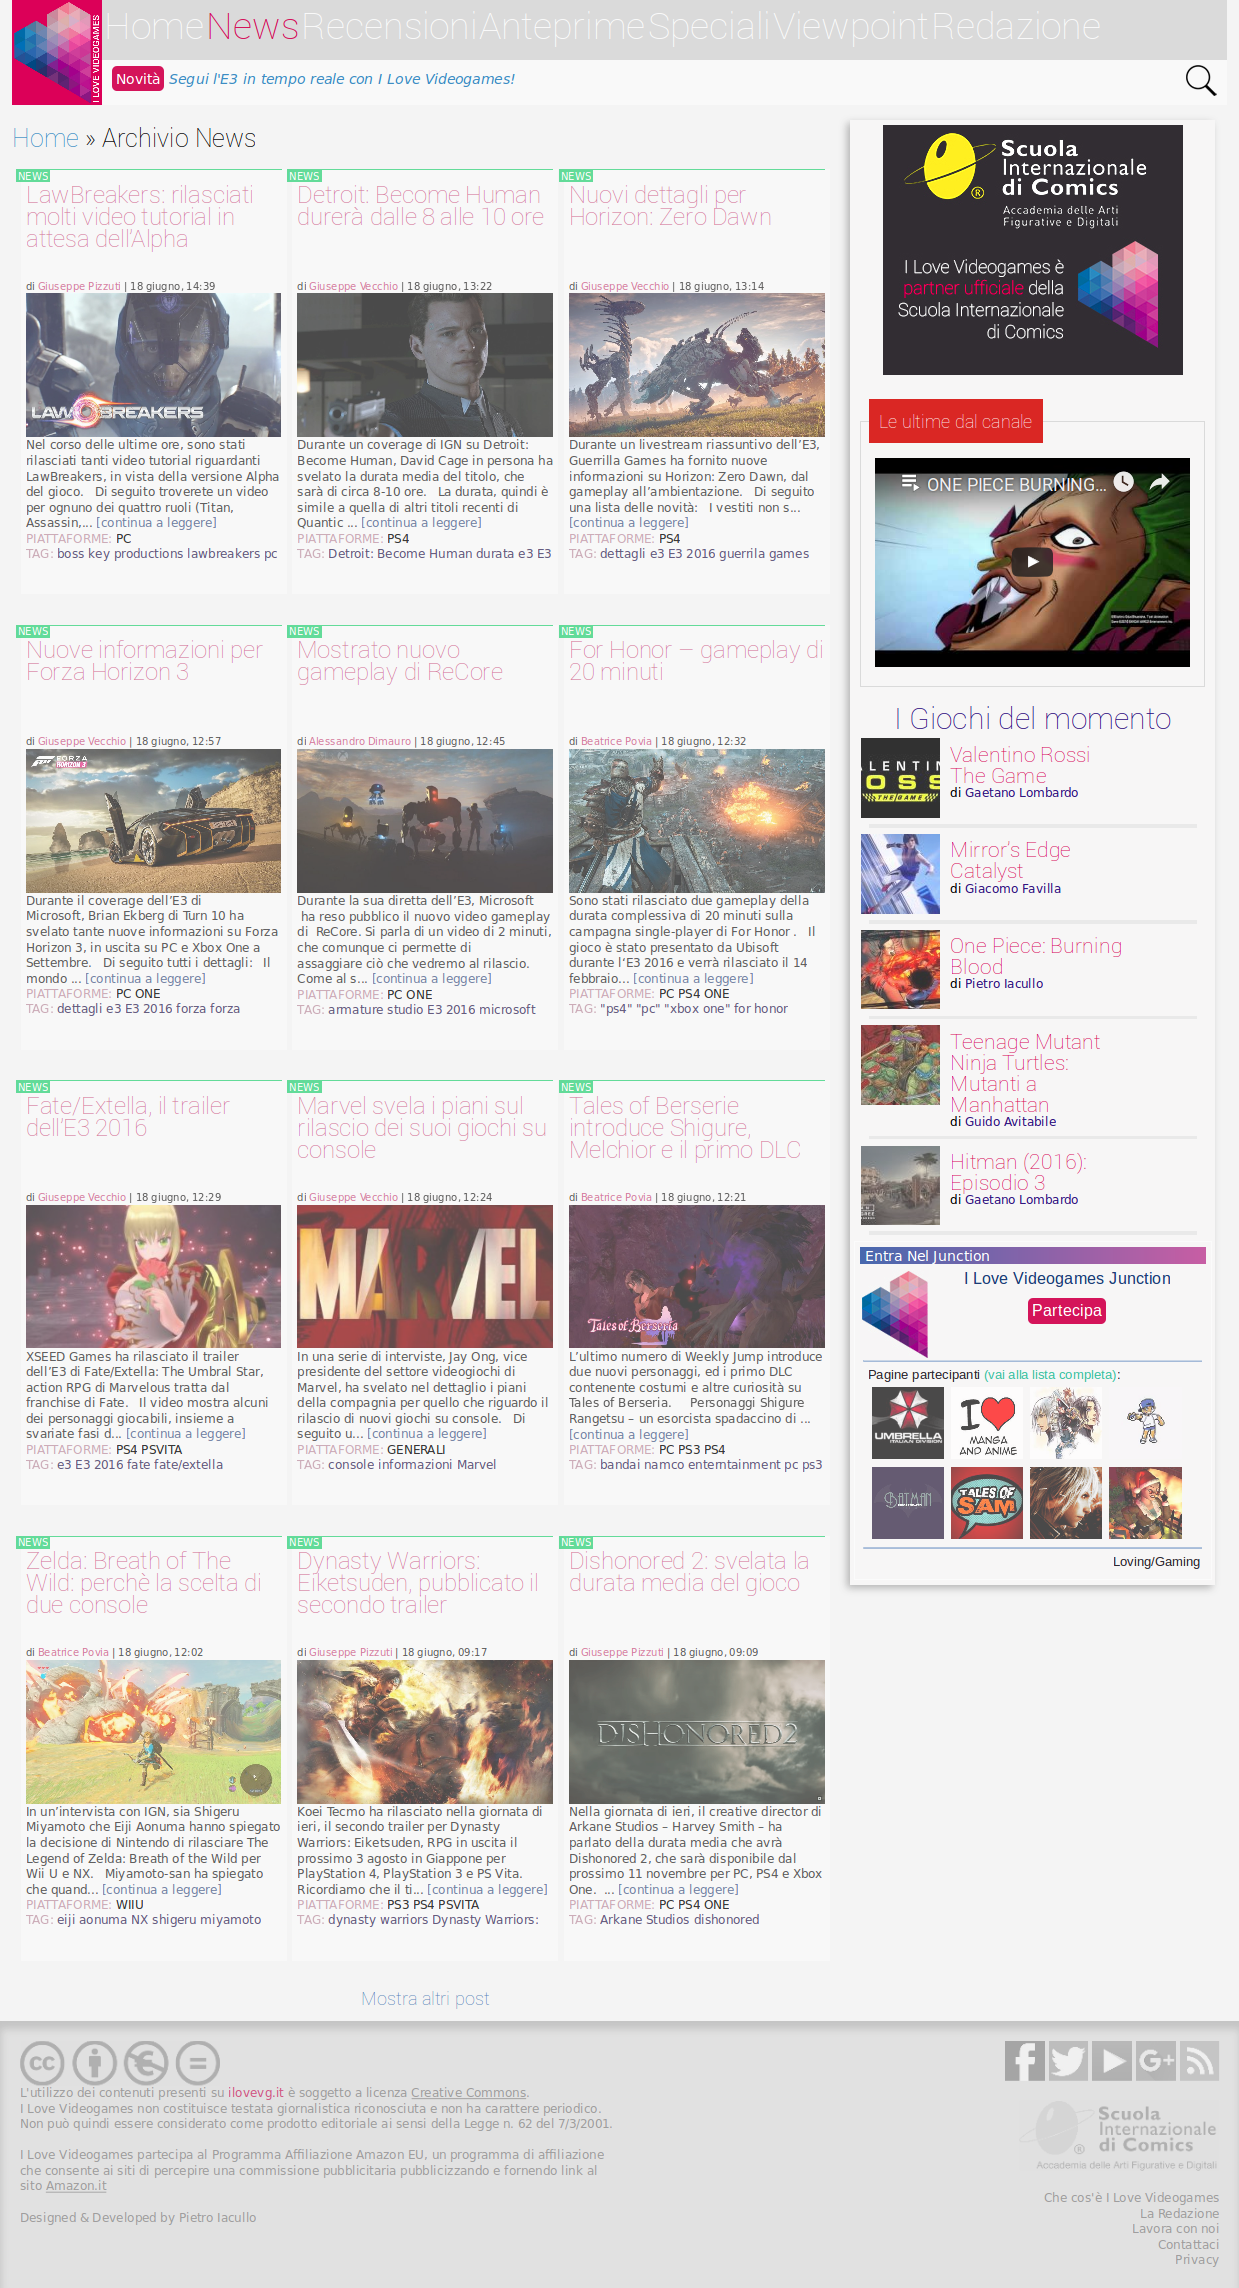 I LOVE VIDEOGAMES
Home News Recensioni Anteprime Speciali Viewpoint Redazione
Novità Segui l'E3 in tempo reale con I Love Videogames!
Home » Archivio News
NEWS
LawBreakers: rilasciati
molti video tutorial in
attesa dell'Alpha
di Giuseppe Pizzuti | 18 giugno, 14:39
LAWBREAKERS
Nel corso delle ultime ore, sono stati
rilasciati tanti video tutorial riguardanti
LawBreakers, in vista della versione Alpha
del gioco. Di seguito troverete un video
per ognuno dei quattro ruoli (Titan,
Assassin,... [continua a leggere]
PIATTAFORME: PC
TAG: boss key productions lawbreakers pc
NEWS
Detroit: Become Human
durerà dalle 8 alle 10 ore
di Giuseppe Vecchio | 18 giugno, 13:22
Durante un coverage di IGN su Detroit:
Become Human, David Cage in persona ha
svelato la durata media del titolo, che
sarà di circa 8-10 ore. La durata, quindi è
simile a quella di altri titoli recenti di
Quantic ... [continua a leggere]
PIATTAFORME: PS4
TAG: Detroit: Become Human durata e3 E3
NEWS
Nuovi dettagli per
Horizon: Zero Dawn
di Giuseppe Vecchio | 18 giugno, 13:14
Durante un livestream riassuntivo dell'E3,
Guerrilla Games ha fornito nuove
informazioni su Horizon: Zero Dawn, dal
gameplay all'ambientazione. Di seguito
una lista delle novità: I vestiti non s...
[continua a leggere]
PIATTAFORME: PS4
TAG: dettagli e3 E3 2016 guerrila games
NEWS
Nuove informazioni per
Forza Horizon 3
di Giuseppe Vecchio | 18 giugno, 12:57
FORZA
HORIZON 3
Durante il coverage dell'E3 di
Microsoft, Brian Ekberg di Turn 10 ha
svelato tante nuove informazioni su Forza
Horizon 3, in uscita su PC e Xbox One a
Settembre. Di seguito tutti i dettagli: Il
mondo ... [continua a leggere]
PIATTAFORME: PC ONE
TAG: dettagli e3 E3 2016 forza forza
NEWS
Mostrato nuovo
gameplay di ReCore
di Alessandro Dimauro | 18 giugno, 12:45
Durante la sua diretta dell'E3, Microsoft
ha reso pubblico il nuovo video gameplay
di ReCore. Si parla di un video di 2 minuti,
che comunque ci permette di
assaggiare ciò che vedremo al rilascio.
Come al s... [continua a leggere]
PIATTAFORME: PC ONE
TAG: armature studio E3 2016 microsoft
NEWS
For Honor – gameplay di
20 minuti
di Beatrice Povia | 18 giugno, 12:32
Sono stati rilasciato due gameplay della
durata complessiva di 20 minuti sulla
campagna single-player di For Honor . Il
gioco è stato presentato da Ubisoft
durante l'E3 2016 e verrà rilasciato il 14
febbraio... [continua a leggere]
PIATTAFORME: PC PS4 ONE
TAG: "ps4" "pc" "xbox one" for honor
NEWS
Fate/Extella, il trailer
dell'E3 2016
di Giuseppe Vecchio | 18 giugno, 12:29
XSEED Games ha rilasciato il trailer
dell'E3 di Fate/Extella: The Umbral Star,
action RPG di Marvelous tratta dal
franchise di Fate. Il video mostra alcuni
dei personaggi giocabili, insieme a
svariate fasi d... [continua a leggere]
PIATTAFORME: PS4 PSVITA
TAG: e3 E3 2016 fate fate/extella
NEWS
Marvel svela i piani sul
rilascio dei suoi giochi su
console
di Giuseppe Vecchio | 18 giugno, 12:24
MARVEL
In una serie di interviste, Jay Ong, vice
presidente del settore videogiochi di
Marvel, ha svelato nel dettaglio i piani
della compagnia per quello che riguardo il
rilascio di nuovi giochi su console. Di
seguito u... [continua a leggere]
PIATTAFORME: GENERALI
TAG: console informazioni Marvel
NEWS
Tales of Berserie
introduce Shigure,
Melchior e il primo DLC
di Beatrice Povia | 18 giugno, 12:21
Tales of Berseria
L'ultimo numero di Weekly Jump introduce
due nuovi personaggi, ed i primo DLC
contenente costumi e altre curiosità su
Tales of Berseria. Personaggi Shigure
Rangetsu – un esorcista spadaccino di ...
[continua a leggere]
PIATTAFORME: PC PS3 PS4
TAG: bandai namco enterntainment pc ps3
NEWS
Zelda: Breath of The
Wild: perchè la scelta di
due console
di Beatrice Povia | 18 giugno, 12:02
In un'intervista con IGN, sia Shigeru
Miyamoto che Eiji Aonuma hanno spiegato
la decisione di Nintendo di rilasciare The
Legend of Zelda: Breath of the Wild per
Wii U e NX. Miyamoto-san ha spiegato
che quand... [continua a leggere]
PIATTAFORME: WIIU
TAG: eiji aonuma NX shigeru miyamoto
NEWS
Dynasty Warriors:
Eiketsuden, pubblicato il
secondo trailer
di Giuseppe Pizzuti | 18 giugno, 09:17
Koei Tecmo ha rilasciato nella giornata di
ieri, il secondo trailer per Dynasty
Warriors: Eiketsuden, RPG in uscita il
prossimo 3 agosto in Giappone per
PlayStation 4, PlayStation 3 e PS Vita.
Ricordiamo che il ti... [continua a leggere]
PIATTAFORME: PS3 PS4 PSVITA
TAG: dynasty warriors Dynasty Warriors:
NEWS
Dishonored 2: svelata la
durata media del gioco
di Giuseppe Pizzuti | 18 giugno, 09:09
DISHONORED2
Nella giornata di ieri, il creative director di
Arkane Studios – Harvey Smith – ha
parlato della durata media che avrà
Dishonored 2, che sarà disponibile dal
prossimo 11 novembre per PC, PS4 e Xbox
One. ... [continua a leggere]
PIATTAFORME: PC PS4 ONE
TAG: Arkane Studios dishonored
Mostra altri post
Scuola
Internazionale
di Comics
®
Accademia delle Arti
Figurative e Digitali
I Love Videogames è
partner ufficiale della
Scuola Internazionale
di Comics
Le ultime dal canale
ONE PIECE BURNING...
I Giochi del momento
VALENTIN
ROSS
THE GAME
Valentino Rossi
The Game
di Gaetano Lombardo
Mirror's Edge
Catalyst
di Giacomo Favilla
One Piece: Burning
Blood
di Pietro Iacullo
Teenage Mutant
Ninja Turtles:
Mutanti a
Manhattan
di Guido Avitabile
Hitman (2016):
Episodio 3
di Gaetano Lombardo
Entra Nel Junction
I Love Videogames Junction
Partecipa
Pagine partecipanti (vai alla lista completa):
UMBRELLA
ITALIAN DIVISION
I
MANGA
AND ANIME
BATMAN
TALES OF
SAM
Loving/Gaming
cc
L'utilizzo dei contenuti presenti su ilovevg.it è soggetto a licenza Creative Commons.
I Love Videogames non costituisce testata giornalistica riconosciuta e non ha carattere periodico.
Non può quindi essere considerato come prodotto editoriale ai sensi della Legge n. 62 del 7/3/2001.
I Love Videogames partecipa al Programma Affiliazione Amazon EU, un programma di affiliazione
che consente ai siti di percepire una commissione pubblicitaria pubblicizzando e fornendo link al
sito Amazon.it
Designed & Developed by Pietro Iacullo
Scuola
Internazionale
di Comics
®
Accademia delle Arti Figurative e Digitali
Che cos'è I Love Videogames
La Redazione
Lavora con noi
Contattaci
Privacy